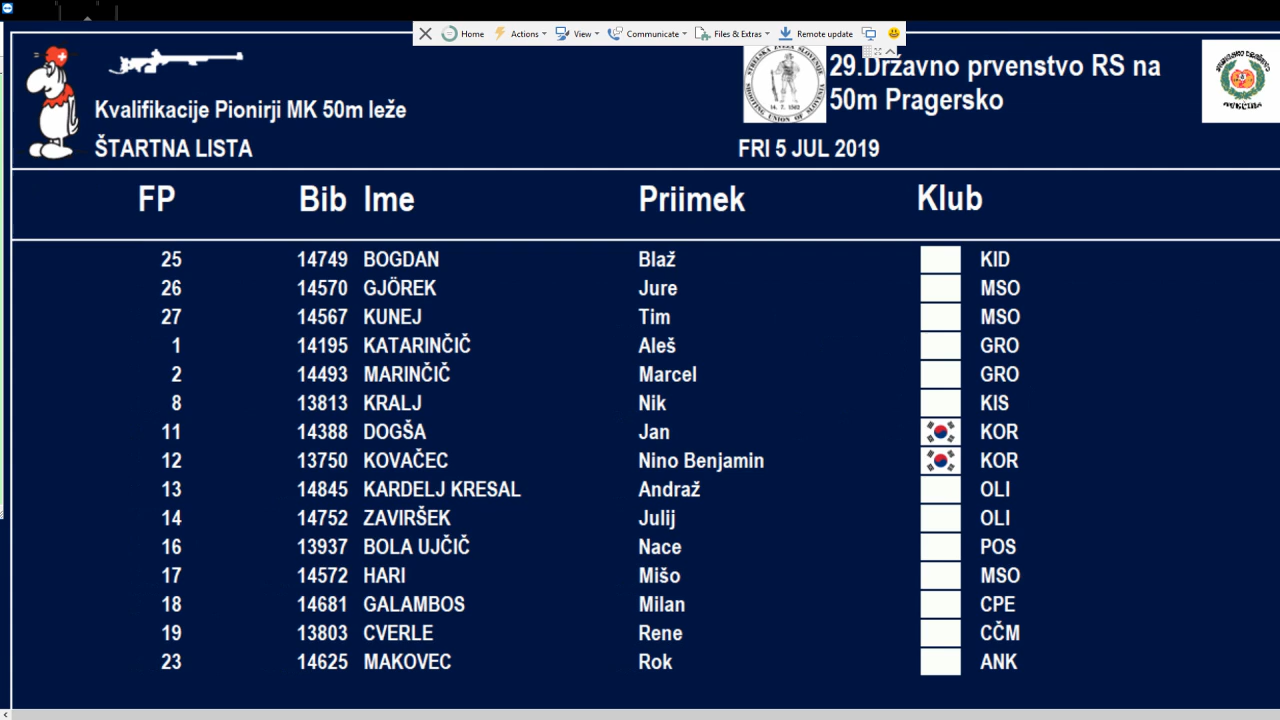 Home Actions View Communicate Files & Extras Remote update
29.Državno prvenstvo RS na
50m Pragersko
Kvalifikacije Pionirji MK 50m leže
ŠTARTNA LISTA
FRI 5 JUL 2019
FP Bib Ime Priimek Klub
25 14749 BOGDAN Blaž KID
26 14570 GJÖREK Jure MSO
27 14567 KUNEJ Tim MSO
1 14195 KATARINČIČ Aleš GRO
2 14493 MARINČIČ Marcel GRO
8 13813 KRALJ Nik KIS
11 14388 DOGŠA Jan KOR
12 13750 KOVAČEC Nino Benjamin KOR
13 14845 KARDELJ KRESAL Andraž OLI
14 14752 ZAVIRŠEK Julij OLI
16 13937 BOLA UJČIČ Nace POS
17 14572 HARI Mišo MSO
18 14681 GALAMBOS Milan CPE
19 13803 CVERLE Rene CČM
23 14625 MAKOVEC Rok ANK